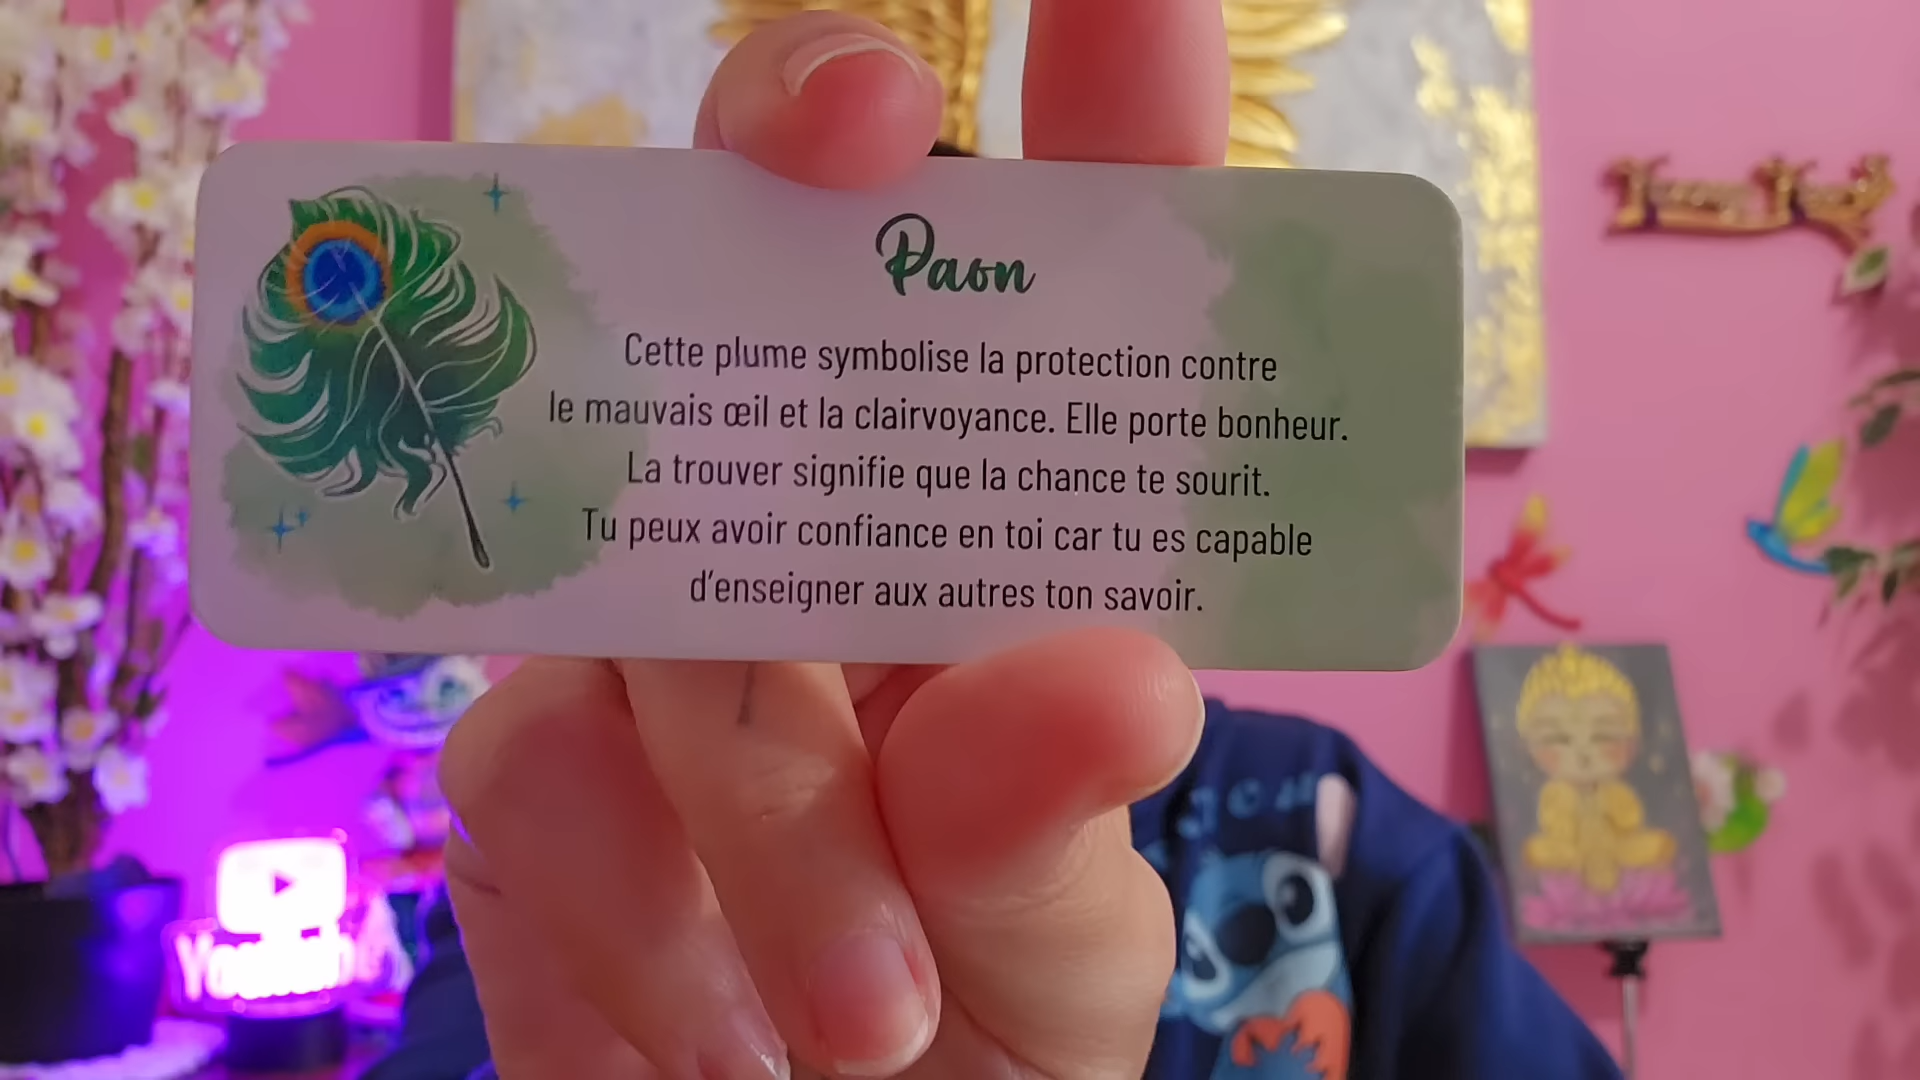 Paon
Cette plume symbolise la protection contre
le mauvais œil et la clairvoyance. Elle porte bonheur.
La trouver signifie que la chance te sourit.
Tu peux avoir confiance en toi car tu es capable
d’enseigner aux autres ton savoir.
YouTube